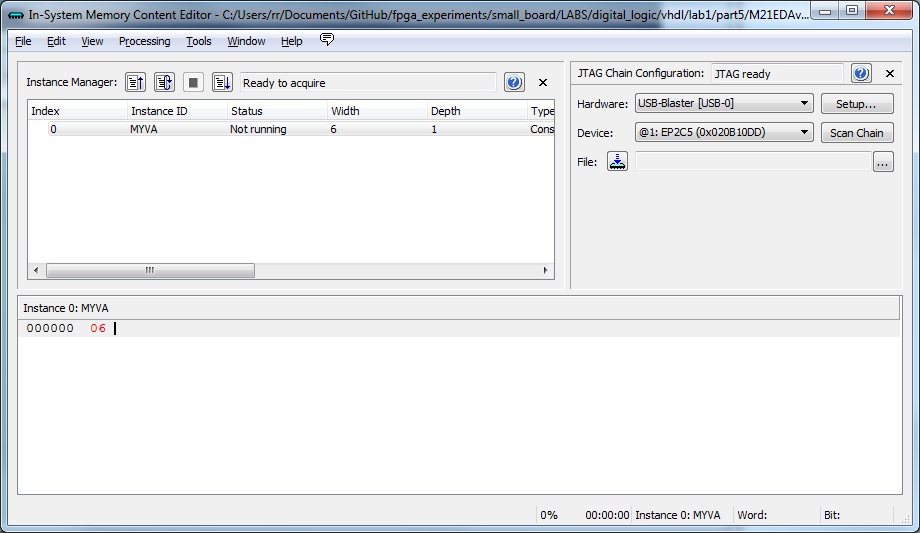 In-System Memory Content Editor - C:/Users/rr/Documents/GitHub/fpga_experiments/small_board/LABS/digital_logic/vhdl/lab1/part5/M21EDAv...
File Edit View Processing Tools Window Help
Instance Manager: Ready to acquire
Index Instance ID Status Width Depth Type
0 MYVA Not running 6 1 Cons
JTAG Chain Configuration: JTAG ready
Hardware: USB-Blaster [USB-0] Setup...
Device: @1: EP2C5 (0x020B10DD) Scan Chain
File: ...
Instance 0: MYVA
000000 06
0% 00:00:00 Instance 0: MYVA Word: Bit: